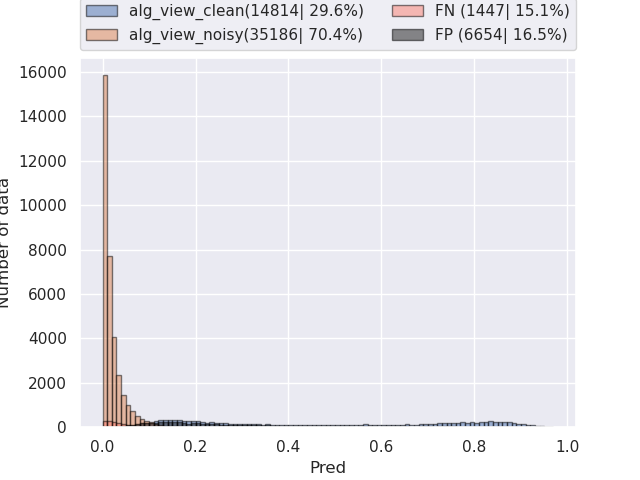 alg_view_clean(14814| 29.6%)
alg_view_noisy(35186| 70.4%)
FN (1447| 15.1%)
FP (6654| 16.5%)
16000
14000
12000
10000
8000
6000
4000
2000
0
Number of data
0.0 0.2 0.4 0.6 0.8 1.0
Pred